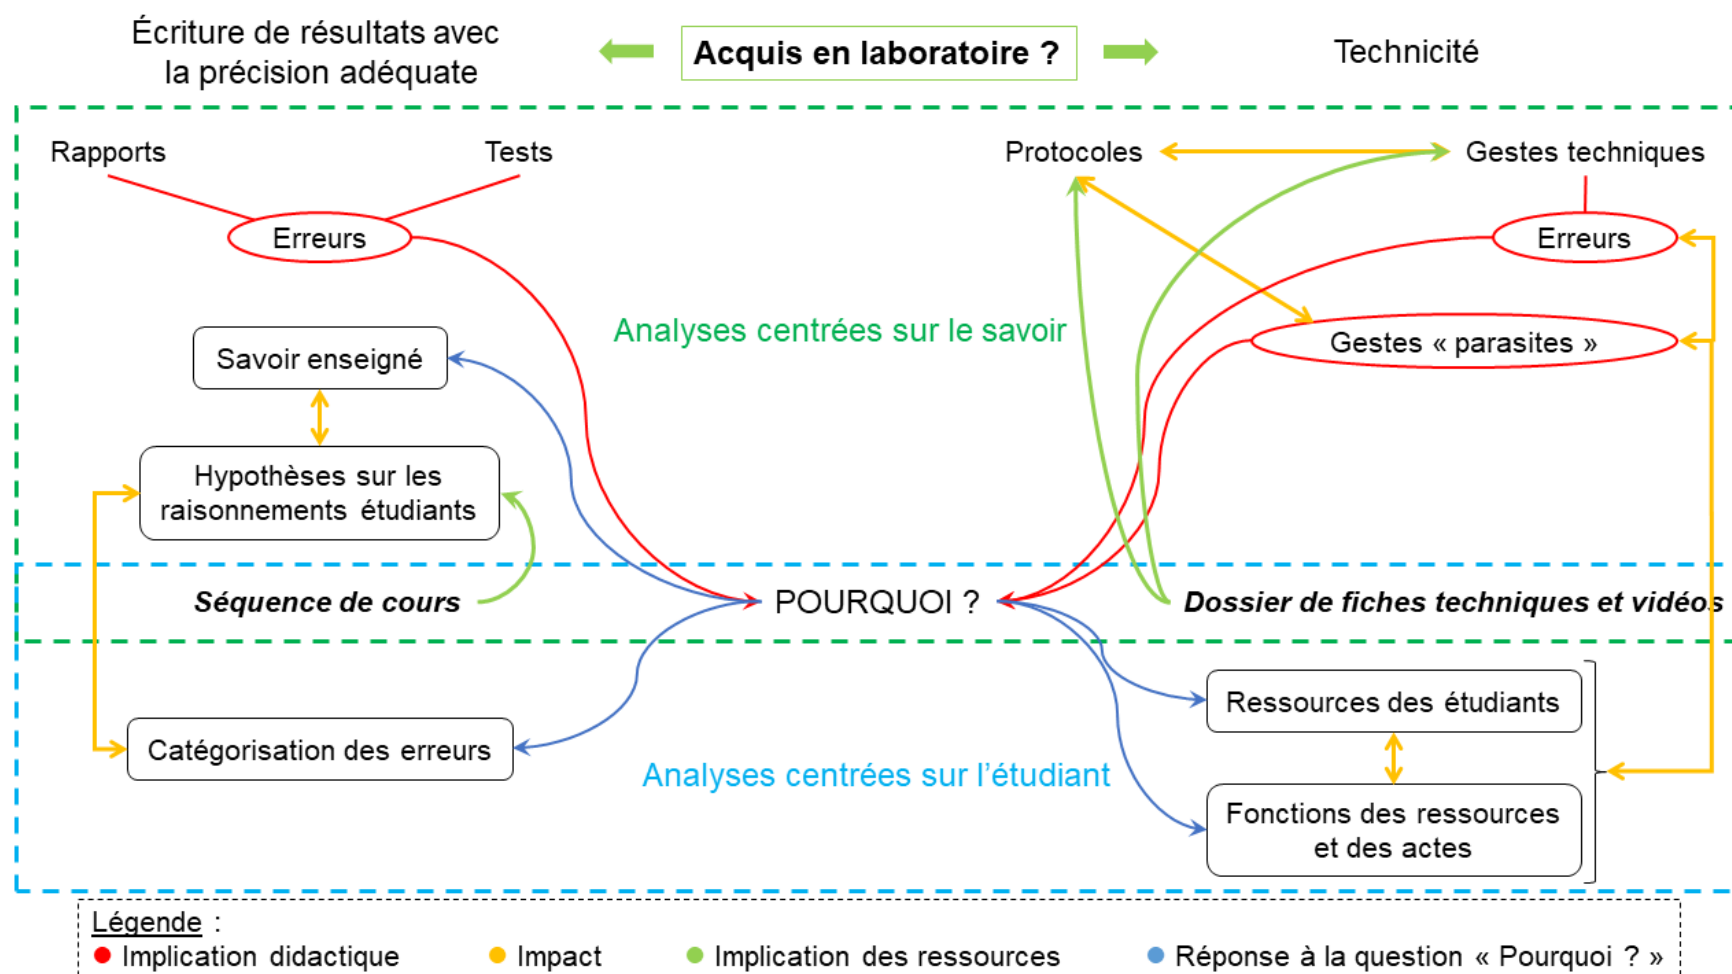 Écriture de résultats avec
la précision adéquate
Acquis en laboratoire ?
Technicité
Rapports
Tests
Protocoles
Gestes techniques
Erreurs
Erreurs
Analyses centrées sur le savoir
Gestes « parasites »
Savoir enseigné
Hypothèses sur les
raisonnements étudiants
Séquence de cours
POURQUOI ?
Dossier de fiches techniques et vidéos
Ressources des étudiants
Catégorisation des erreurs
Analyses centrées sur l’étudiant
Fonctions des ressources
et des actes
Légende :
Implication didactique
Impact
Implication des ressources
Réponse à la question « Pourquoi ? »